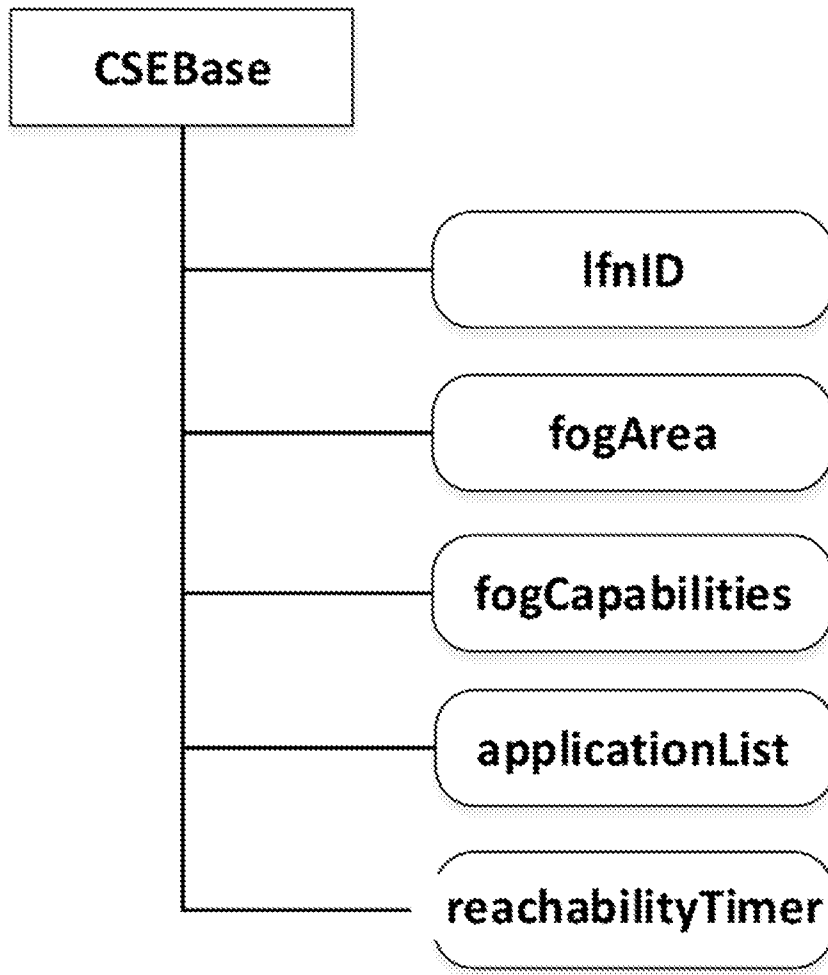 CSEBase
lfnID
fogArea
fogCapabilities
applicationList
reachabilityTimer